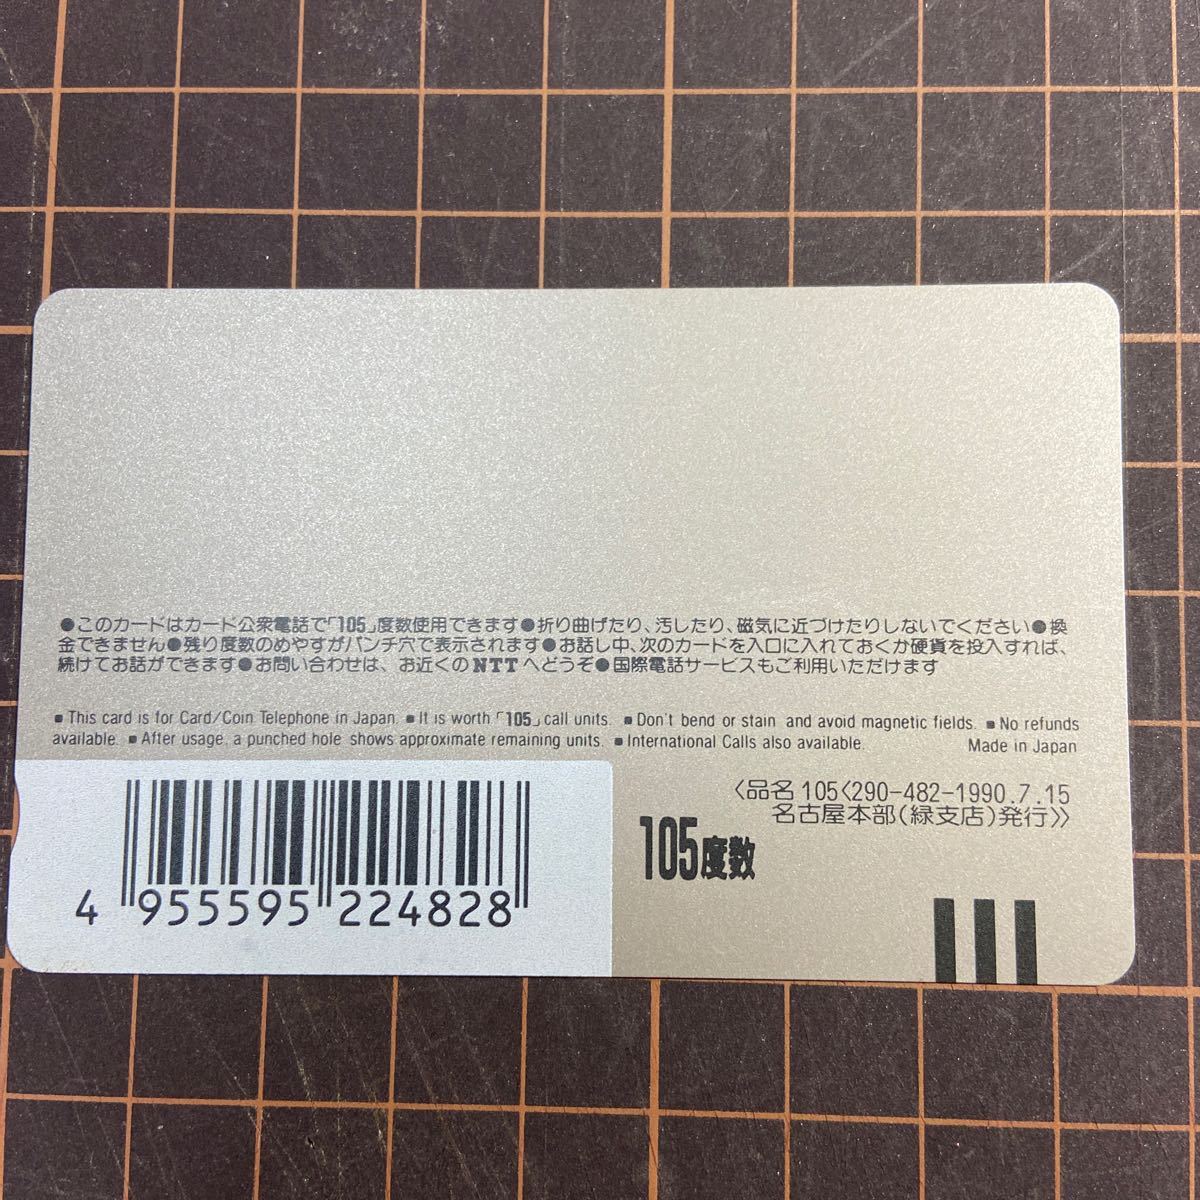 ●このカードはカード公衆電話で「105」度数使用できます●折り曲げたり、汚したり、磁気に近づけたりしないでください●換
金できません●残り度数のめやすがパンチ穴で表示されます●お話し中、次のカードを入口に入れておくか硬貨を投入すれば、
続けてお話ができます●お問い合わせは、お近くのNTTへどうぞ●国際電話サービスもご利用いただけます
■This card is for Card/Coin Telephone in Japan. ■It is worth「105」call units. ■Don't bend or stain and avoid magnetic fields. ■No refunds
available. ■After usage, a punched hole shows approximate remaining units. ■International Calls also available. Made in Japan
〈品名 105〈290-482-1990.7.15
名古屋本部(緑支店)発行》
105度数
4 955595 224828